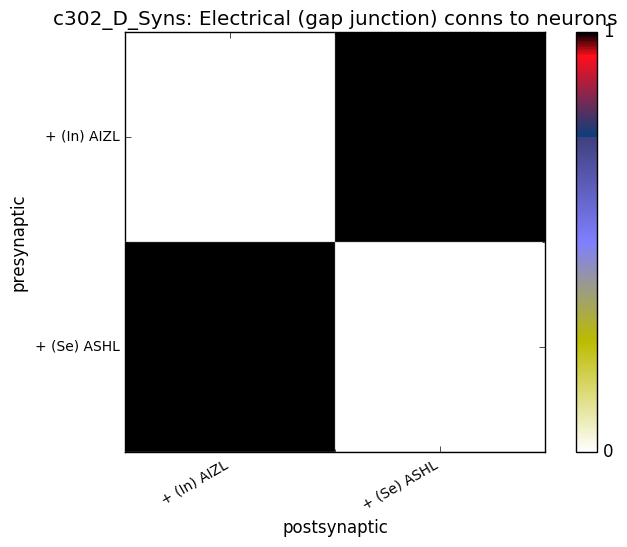 c302_D_Syns: Electrical (gap junction) conns to neurons
1
+ (In) AIZL
presynaptic
+ (Se) ASHL
0
+ (In) AIZL
+ (Se) ASHL
postsynaptic